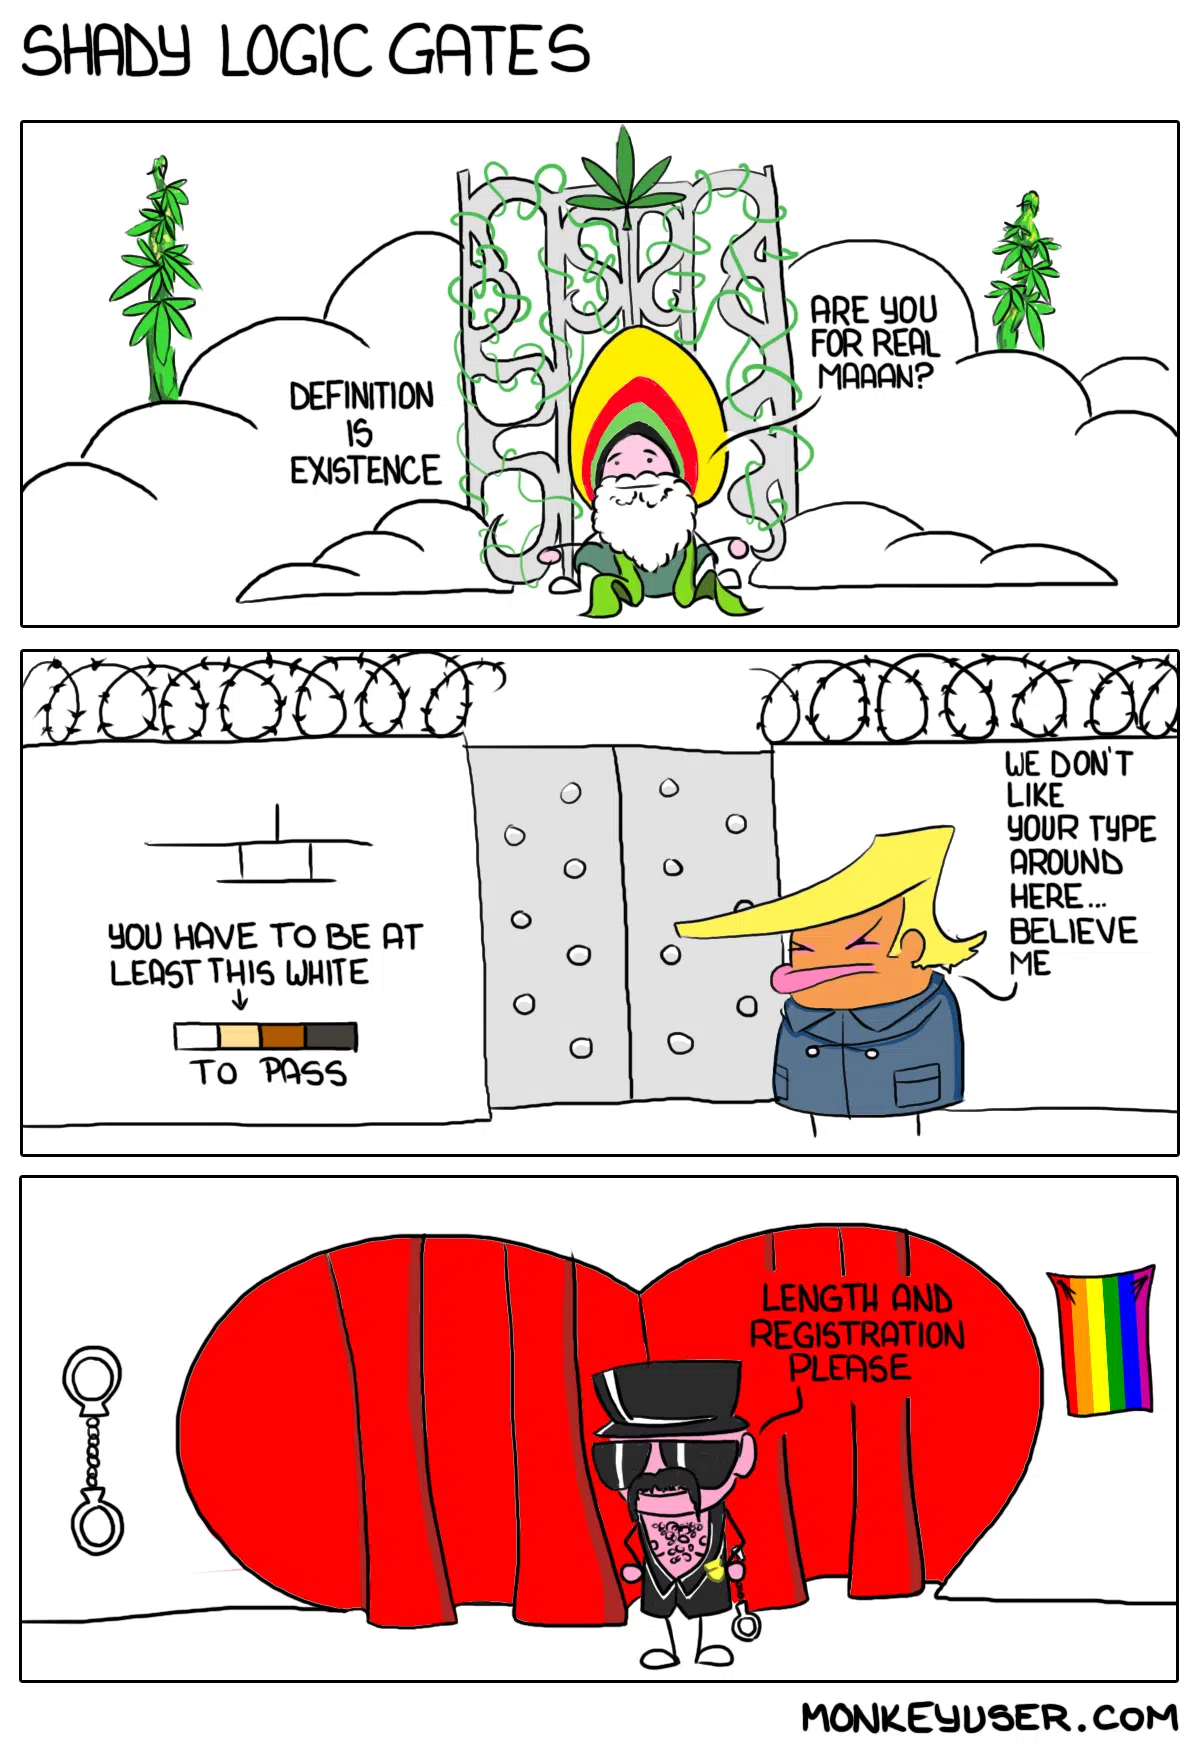 SHADY LOGIC GATES
DEFINITION
IS
EXISTENCE
ARE YOU
FOR REAL
MAAAN?
YOU HAVE TO BE AT
LEAST THIS WHITE
TO PASS
WE DON'T
LIKE
YOUR TYPE
AROUND
HERE...
BELIEVE
ME
LENGTH AND
REGISTRATION
PLEASE
MONKEYUSER.COM